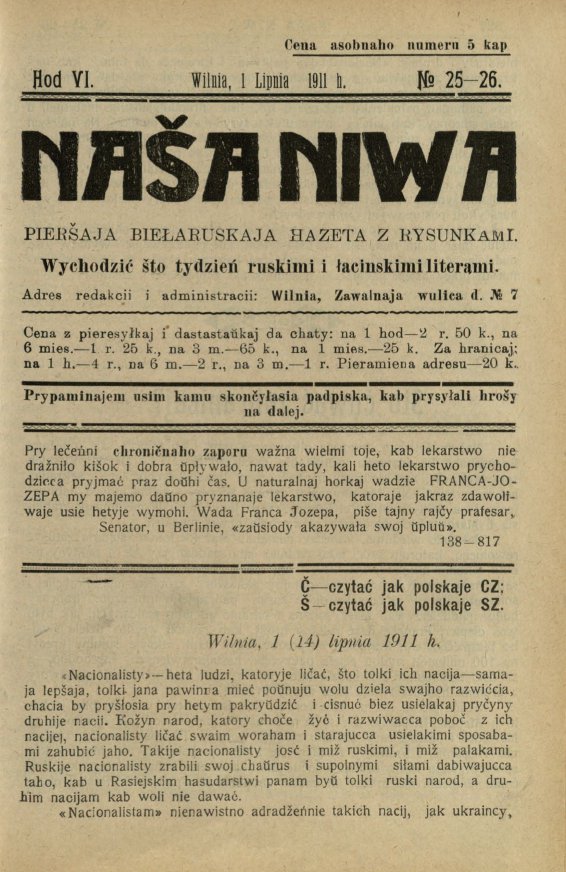 Cena asobnaho numeru 5 kap
Hod VI. Wilnia, 1 Lipnia 1911 h. № 25—26.
NAŠA NIWA
PIERŠAJA BIEŁARUSKAJA HAZETA Z RYSUNKAMI.
Wychodzić što tydzień ruskimi i łacinskimi literami.
Adres redakcii i administracii: Wilnia, Zawalnaja wulica d. № 7
Cena z pieresyłkaj i dastastaŭkaj da chaty: na 1 hod—2 r. 50 k., na
6 mies.—1 r. 25 k., na 3 m.—65 k., na 1 mies.—25 k. Za hranicaj:
na 1 h.—4 r., na 6 m.—2 r., na 3 m.—1 r. Pieramiena adresu—20 k.
Prypaminajem usim kamu skončyłasia padpiska, kab prysyłali hrošy
na dalej.
Pry lečeńni chroničnaho zaporuważna wielmi toje, kab lekarstwo nie
dražniło kišok i dobra ŭpływało, nawat tady, kali heto lekarstwo prycho-
dzicca pryjmać praz doŭhi čas. U naturalnaj horkaj wadzie FRANCA-JO-
ZEPA my majemo daŭno pryznanaje lekarstwo, katoraje jakraz zdawoli-
waje usie hetyje wymohi. Wada Franca Jozepa, piše tajny rajčy prafesar,
Senator, u Berlinie, «zaŭsiody akazywała swoj ŭpluŭ».
138—817
Č—czytać jak polskaje CZ;
Š—czytać jak polskaje SZ.
Wilnia, 1 (14) lipnia 1911 h.
«Nacionalisty»—heta ludzi, katoryje ličać, što tolki ich nacija—sama-
ja lepšaja, tolki jana pawinna mieć poŭnuju wolu dziela swajho razwićcia,
chacia by pryšłosia pry hetym pakryŭdzić i cisnuć biez usielakaj pryčyny
druhije nacii. Kożyn narod, katory choče żyć i razwiwacca poboč z ich
nacijej, nacionalisty ličać swaim woraham i starajucca usielakimi sposaba-
mi zahubić jaho. Takije nacionalisty jość i miž ruskimi, i miž palakami.
Ruskije nacionalisty zrabili swoj chaŭrus i supolnymi siłami dabiwajucca
taho, kab u Rasiejskim hasudarstwi panam byŭ tolki ruski narod, a dru-
him nacijam kab woli nie dawać.
«Nacionalistam» nienawistno adradžeńnie takich nacij, jak ukraincy,